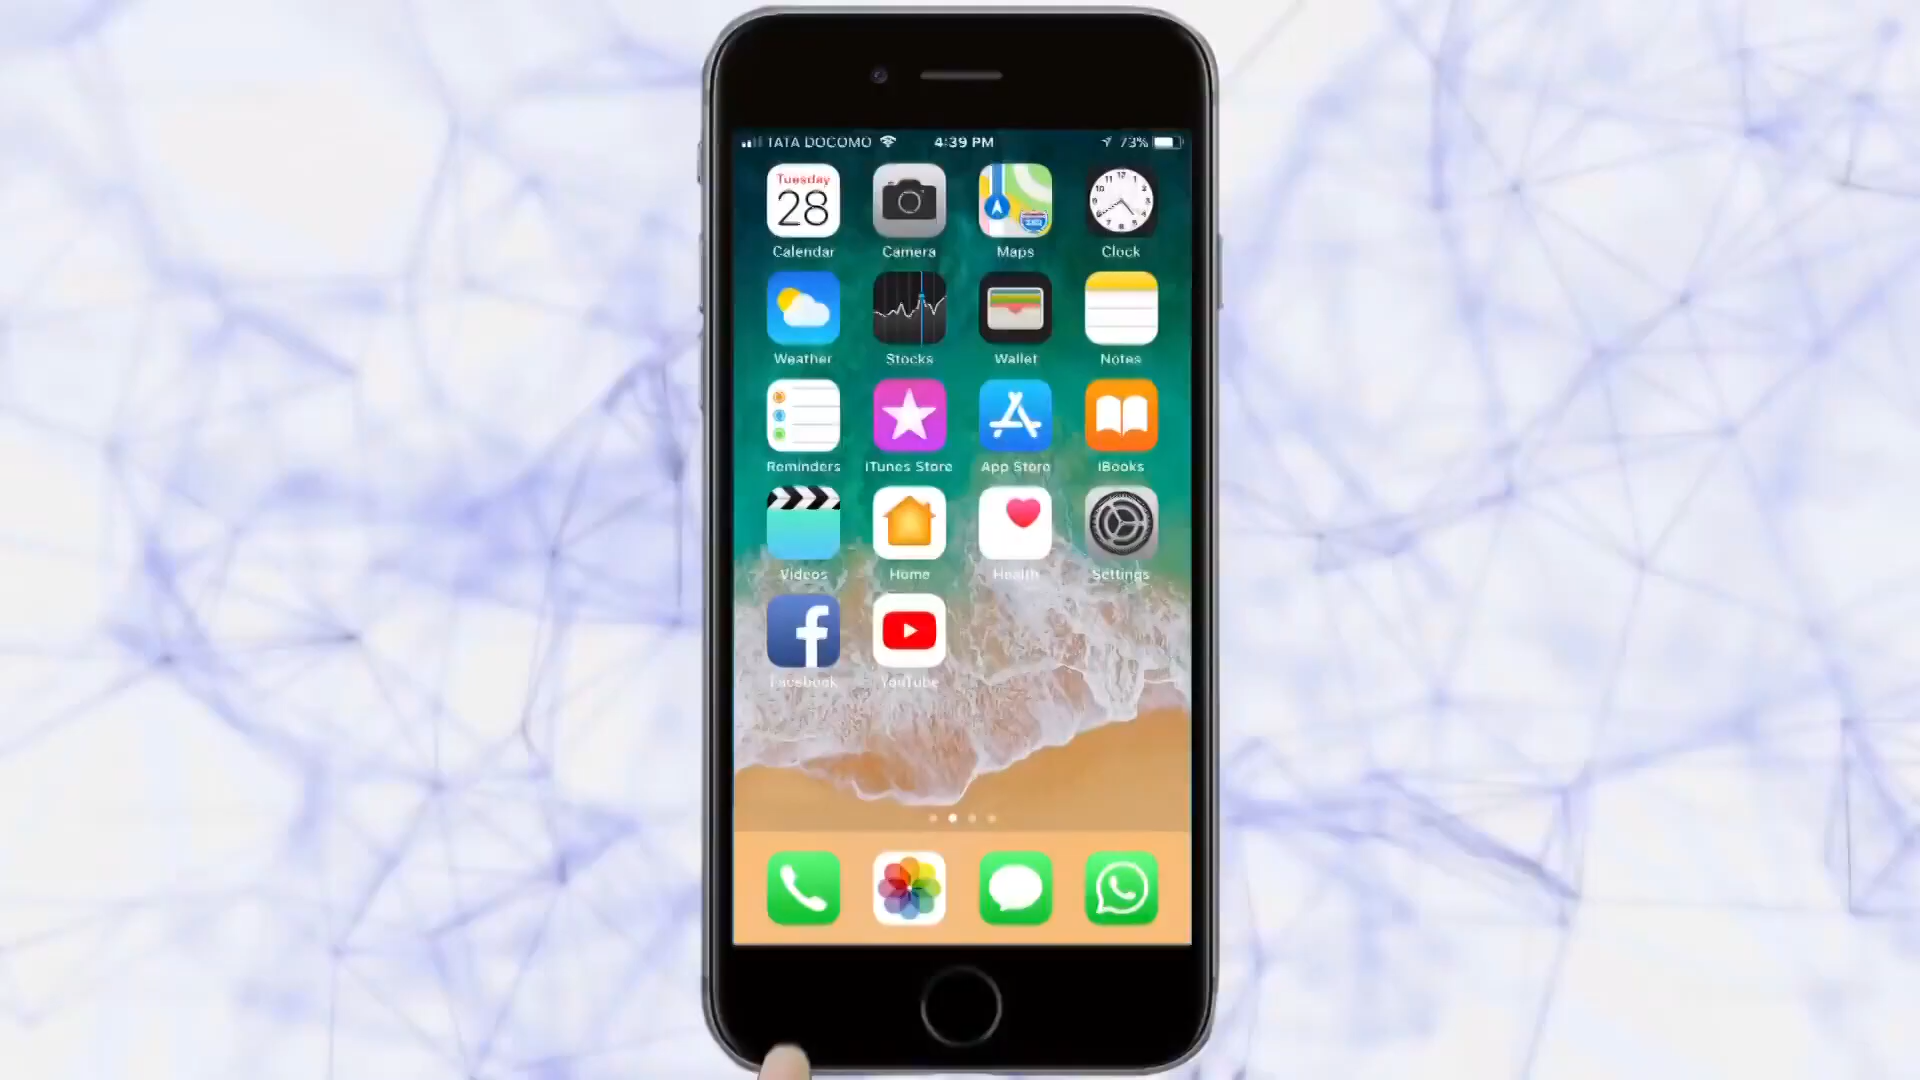 TATA DOCOMO 4:39 PM 73%
Tuesday
28
Calendar Camera Maps Clock
Weather Stocks Wallet Notes
Reminders iTunes Store App Store iBooks
Videos Home Health Settings
Facebook YouTube